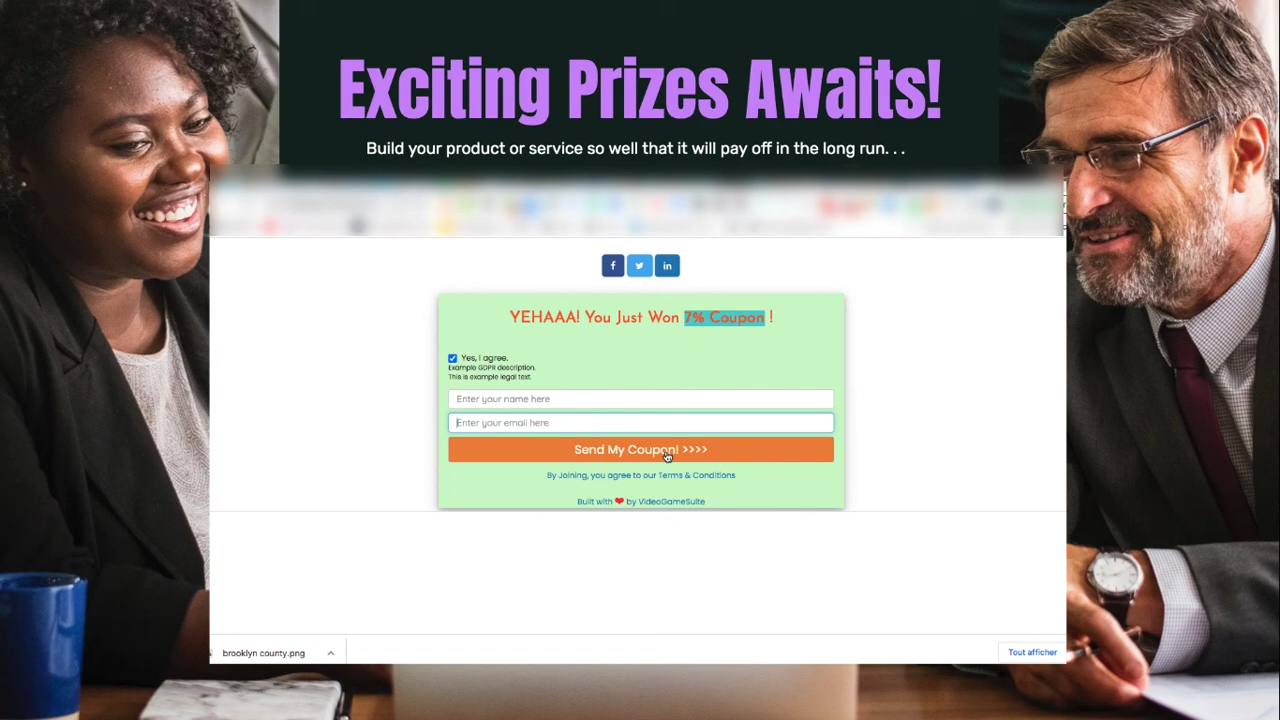 Exciting Prizes Awaits!
Build your product or service so well that it will pay off in the long run. . .
f
in
YEHAAA! You Just Won 7% Coupon !
Yes, I agree.
Example GDPR description.
This is example legal text.
Enter your name here
Enter your email here
Send My Coupon! >>>>
By Joining, you agree to our Terms & Conditions
Built with ❤ by VideoGameSuite
brooklyn county.png
Tout afficher